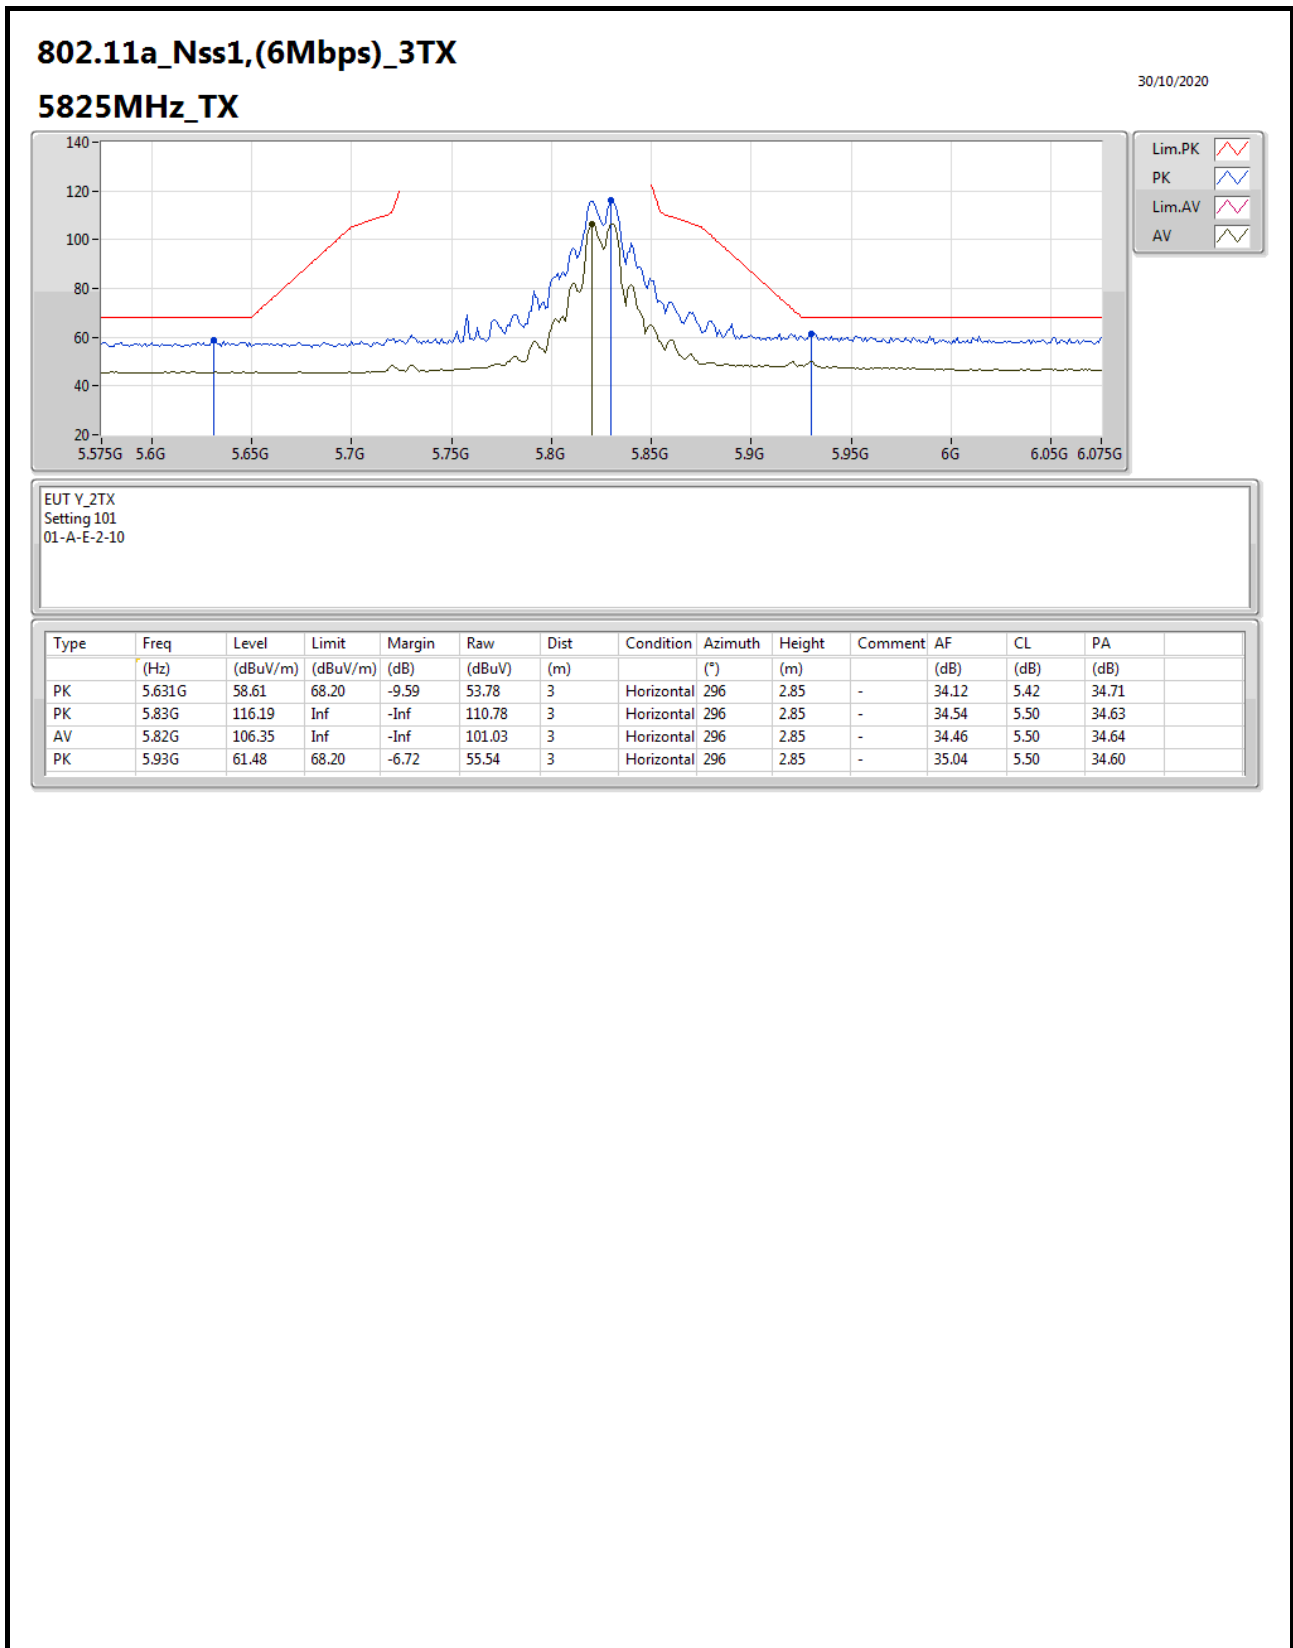 802.11a_Nss1,(6Mbps)_3TX
30/10/2020
5825MHz_TX
140
120
100
80
60
40
20
5.575G 5.6G 5.65G 5.7G 5.75G 5.8G 5.85G 5.9G 5.95G 6G 6.05G 6.075G
Lim.PK
PK
Lim.AV
AV
EUT Y_2TX
Setting 101
01-A-E-2-10
Type Freq Level Limit Margin Raw Dist Condition Azimuth Height Comment AF CL PA
(Hz) (dBuV/m) (dBuV/m) (dB) (dBuV) (m) (°) (m) (dB) (dB) (dB)
PK 5.631G 58.61 68.20 -9.59 53.78 3 Horizontal 296 2.85 - 34.12 5.42 34.71
PK 5.83G 116.19 Inf -Inf 110.78 3 Horizontal 296 2.85 - 34.54 5.50 34.63
AV 5.82G 106.35 Inf -Inf 101.03 3 Horizontal 296 2.85 - 34.46 5.50 34.64
PK 5.93G 61.48 68.20 -6.72 55.54 3 Horizontal 296 2.85 - 35.04 5.50 34.60